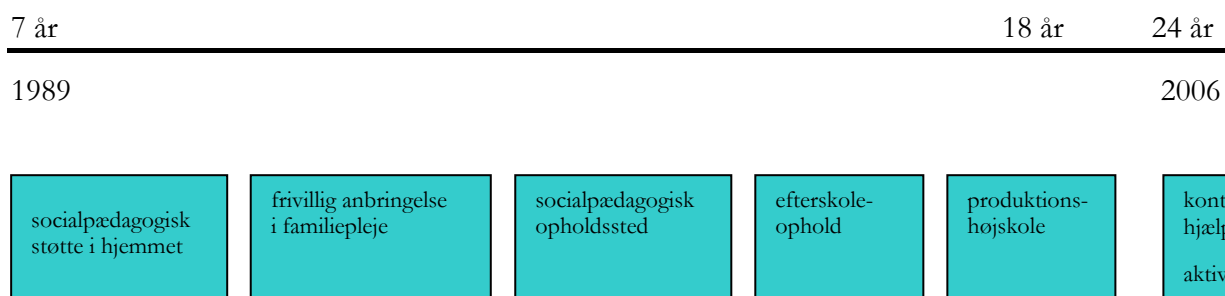 7 år 18 år 24 år
1989 2006
socialpædagogisk
støtte i hjemmet
frivillig anbringelse
i familiepleje
socialpædagogisk
opholdssted
efterskole-
ophold
produktions-
højskole